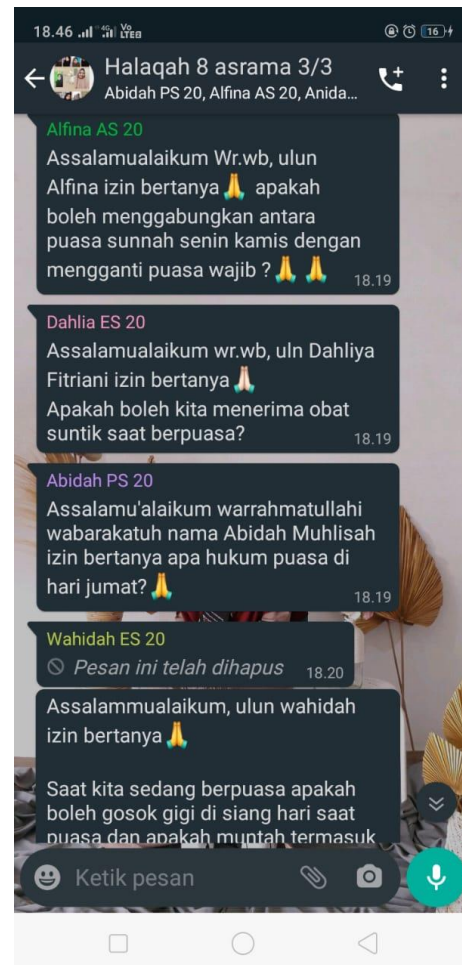 18.46 4G Vo LTE 16
Halaqah 8 asrama 3/3
Abidah PS 20, Alfina AS 20, Anida...
Alfina AS 20
Assalamualaikum Wr.wb, ulun
Alfina izin bertanya🙏 apakah
boleh menggabungkan antara
puasa sunnah senin kamis dengan
mengganti puasa wajib ?🙏🙏
18.19
Dahlia ES 20
Assalamualaikum wr.wb, uln Dahliya
Fitriani izin bertanya🙏🏻
Apakah boleh kita menerima obat
suntik saat berpuasa?
18.19
Abidah PS 20
Assalamu'alaikum warrahmatullahi
wabarakatuh nama Abidah Muhlisah
izin bertanya apa hukum puasa di
hari jumat?🙏
18.19
Wahidah ES 20
Pesan ini telah dihapus 18.20
Assalammualaikum, ulun wahidah
izin bertanya🙏
Saat kita sedang berpuasa apakah
boleh gosok gigi di siang hari saat
puasa dan apakah muntah termasuk
Ketik pesan